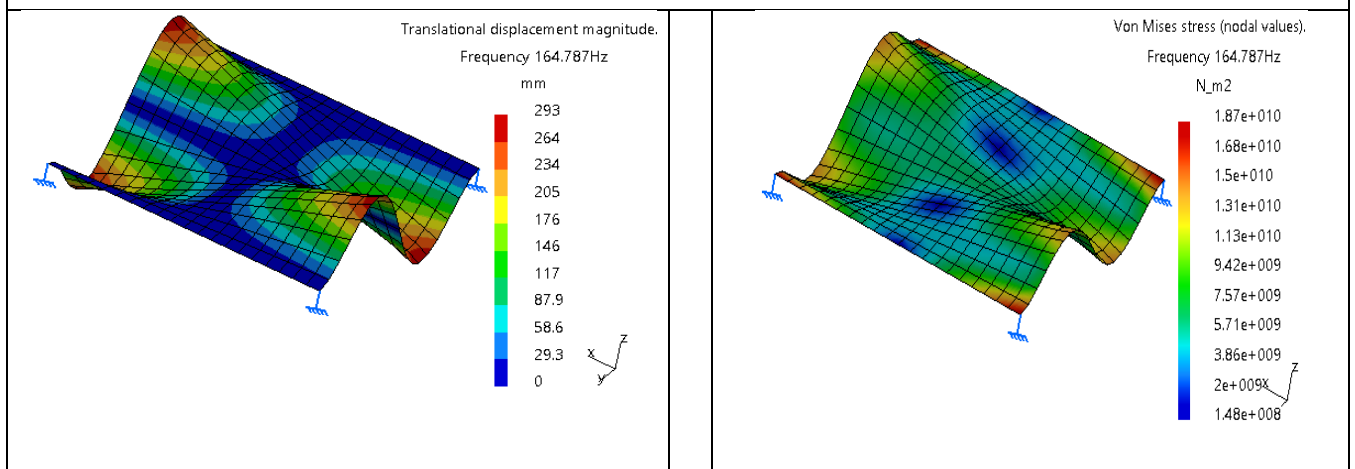 Translational displacement magnitude.
Frequency 164.787Hz
mm
293
264
234
205
176
146
117
87.9
58.6
29.3
0
x
y
z
Von Mises stress (nodal values).
Frequency 164.787Hz
N_m2
1.87e+010
1.68e+010
1.5e+010
1.31e+010
1.13e+010
9.42e+009
7.57e+009
5.71e+009
3.86e+009
2e+009
1.48e+008
x
z